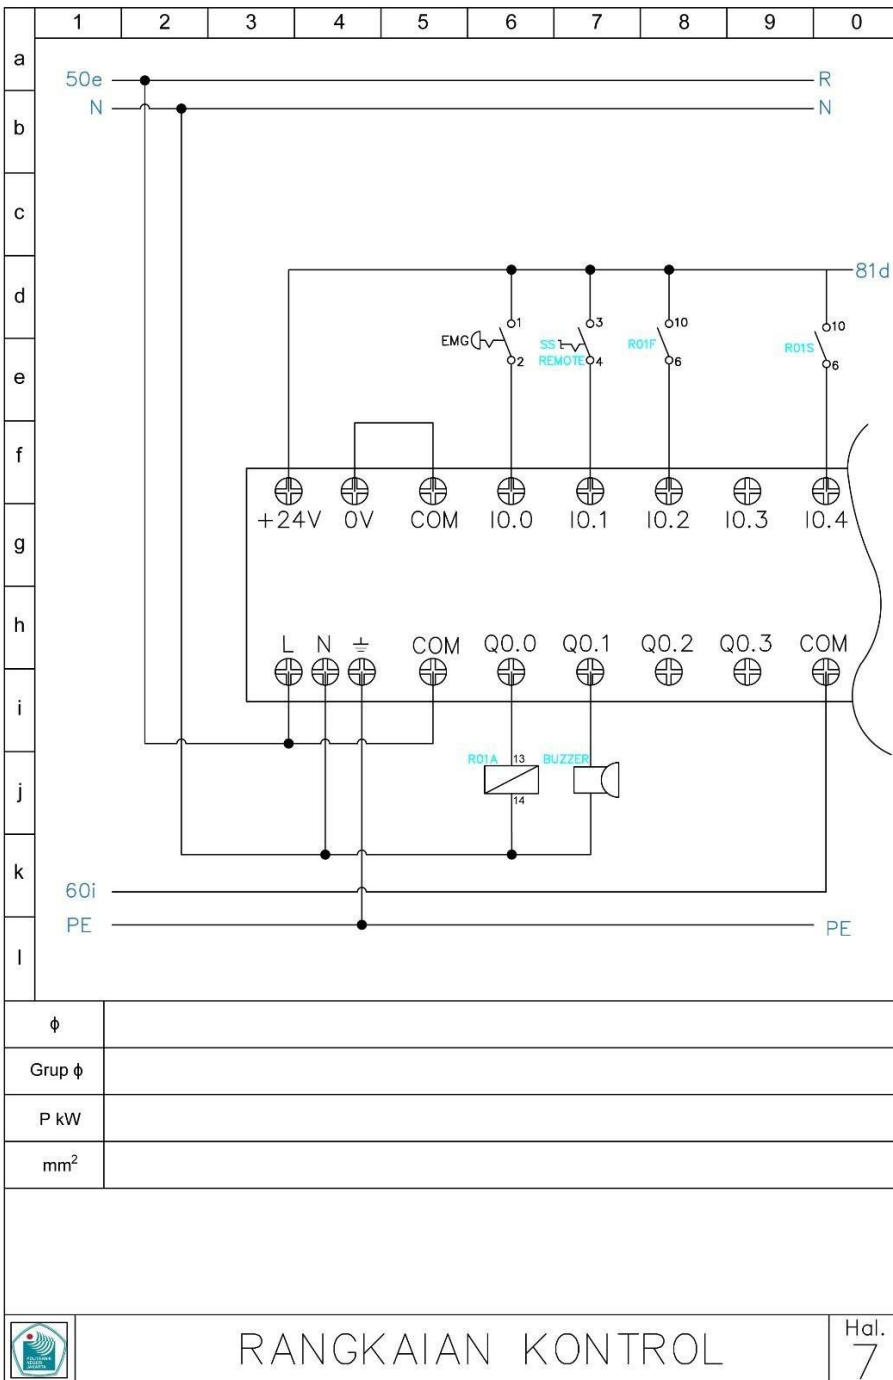 1 2 3 4 5 6 7 8 9 0
a
50e R
N N
b
c
d
81d
1 3 10 10
EMG SS R01F R01S
REMOTE
2 4 6 6
e
f
+24V 0V COM I0.0 I0.1 I0.2 I0.3 I0.4
g
h
L N COM Q0.0 Q0.1 Q0.2 Q0.3 COM
i
R01A 13 BUZZER
14
j
k
60i
PE PE
l
ϕ
Grup ϕ
P kW
mm²
POLITEKNIK
NEGERI
JAKARTA
RANGKAIAN KONTROL
Hal.
7